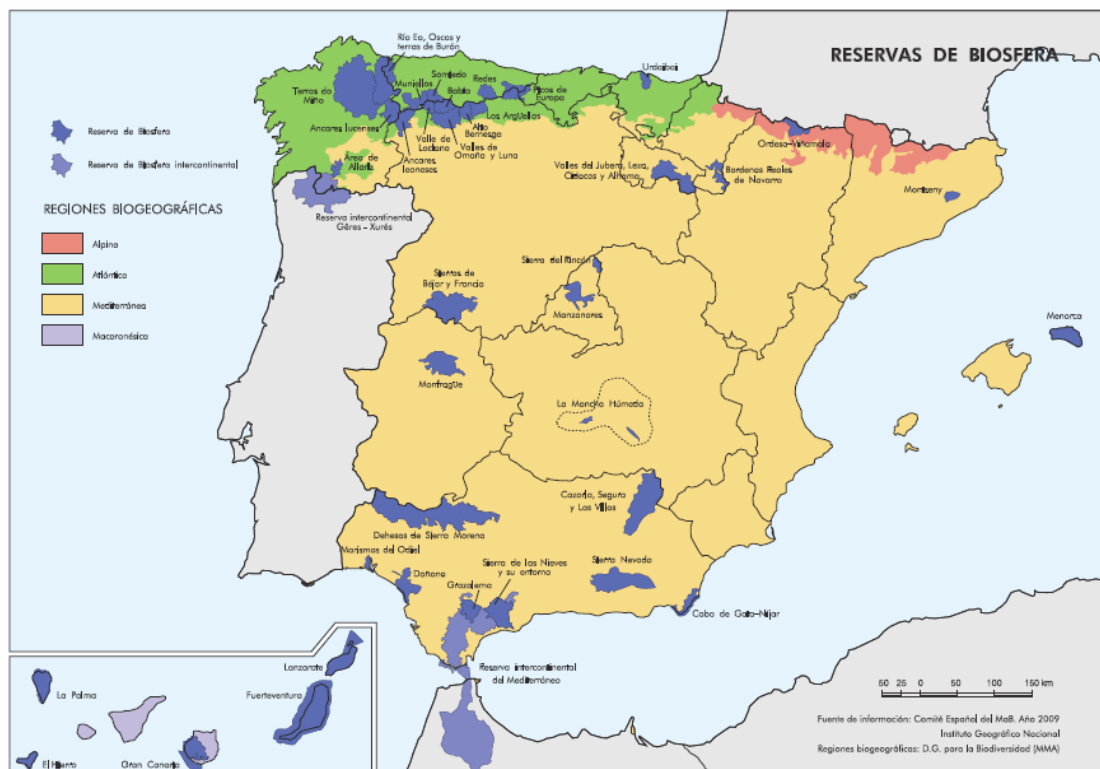 RESERVAS DE BIOSFERA
Reserva de Biosfera
Reserva de Biosfera intercontinental
REGIONES BIOGEOGRÁFICAS
Alpina
Atlántica
Mediterránea
Macaronésica
Río Eo, Oscos y
terras de Burón
Terras do
Miño
Muniellos
Somiedo
Babia
Redes
Picos de
Europa
Urdaibai
Ancares lucenses
Valle de
Laciana
Los Argüellos
Alto
Bernesga
Valles de
Omaña y Luna
Ancares
leoneses
Área de
Allariz
Reserva intercontinental
Gêres - Xurés
Valles del Jubera, Leza,
Cidacos y Alhama
Bardenas Reales
de Navarra
Ordesa-Viñamala
Montseny
Sierra del Rincón
Sierras de
Béjar y Francia
Manzanares
Menorca
Monfragüe
La Mancha Húmeda
Cazorla, Segura
y Las Villas
Dehesas de Sierra Morena
Marismas del Odiel
Doñana
Sierra de las Nieves
y su entorno
Grazalema
Sierra Nevada
Cabo de Gata-Níjar
Reserva intercontinental
del Mediterráneo
La Palma
Lanzarote
Fuerteventura
El Hierro
Gran Canaria
50 25 0 50 100 150 km
Fuente de información: Comité Español del MaB. Año 2009
Instituto Geográfico Nacional
Regiones biogeográficas: D.G. para la Biodiversidad (MMA)